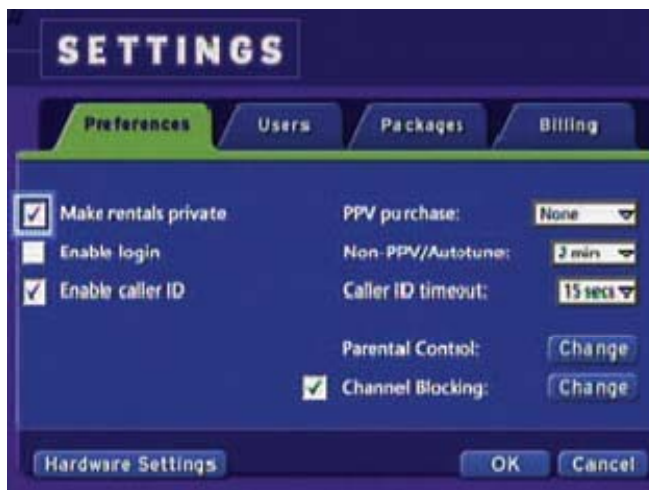 SETTINGS
Preferences Users Packages Billing
Make rentals private PPV purchase: None
Enable login Non-PPV/Autotune: 2 min
Enable caller ID Caller ID timeout: 15 secs
Parental Control: Change
Channel Blocking: Change
Hardware Settings OK Cancel